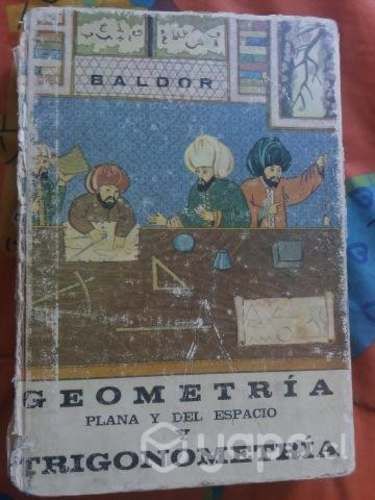 BALDOR
GEOMETRÍA
PLANA Y DEL ESPACIO
Y
TRIGONOMETRÍA